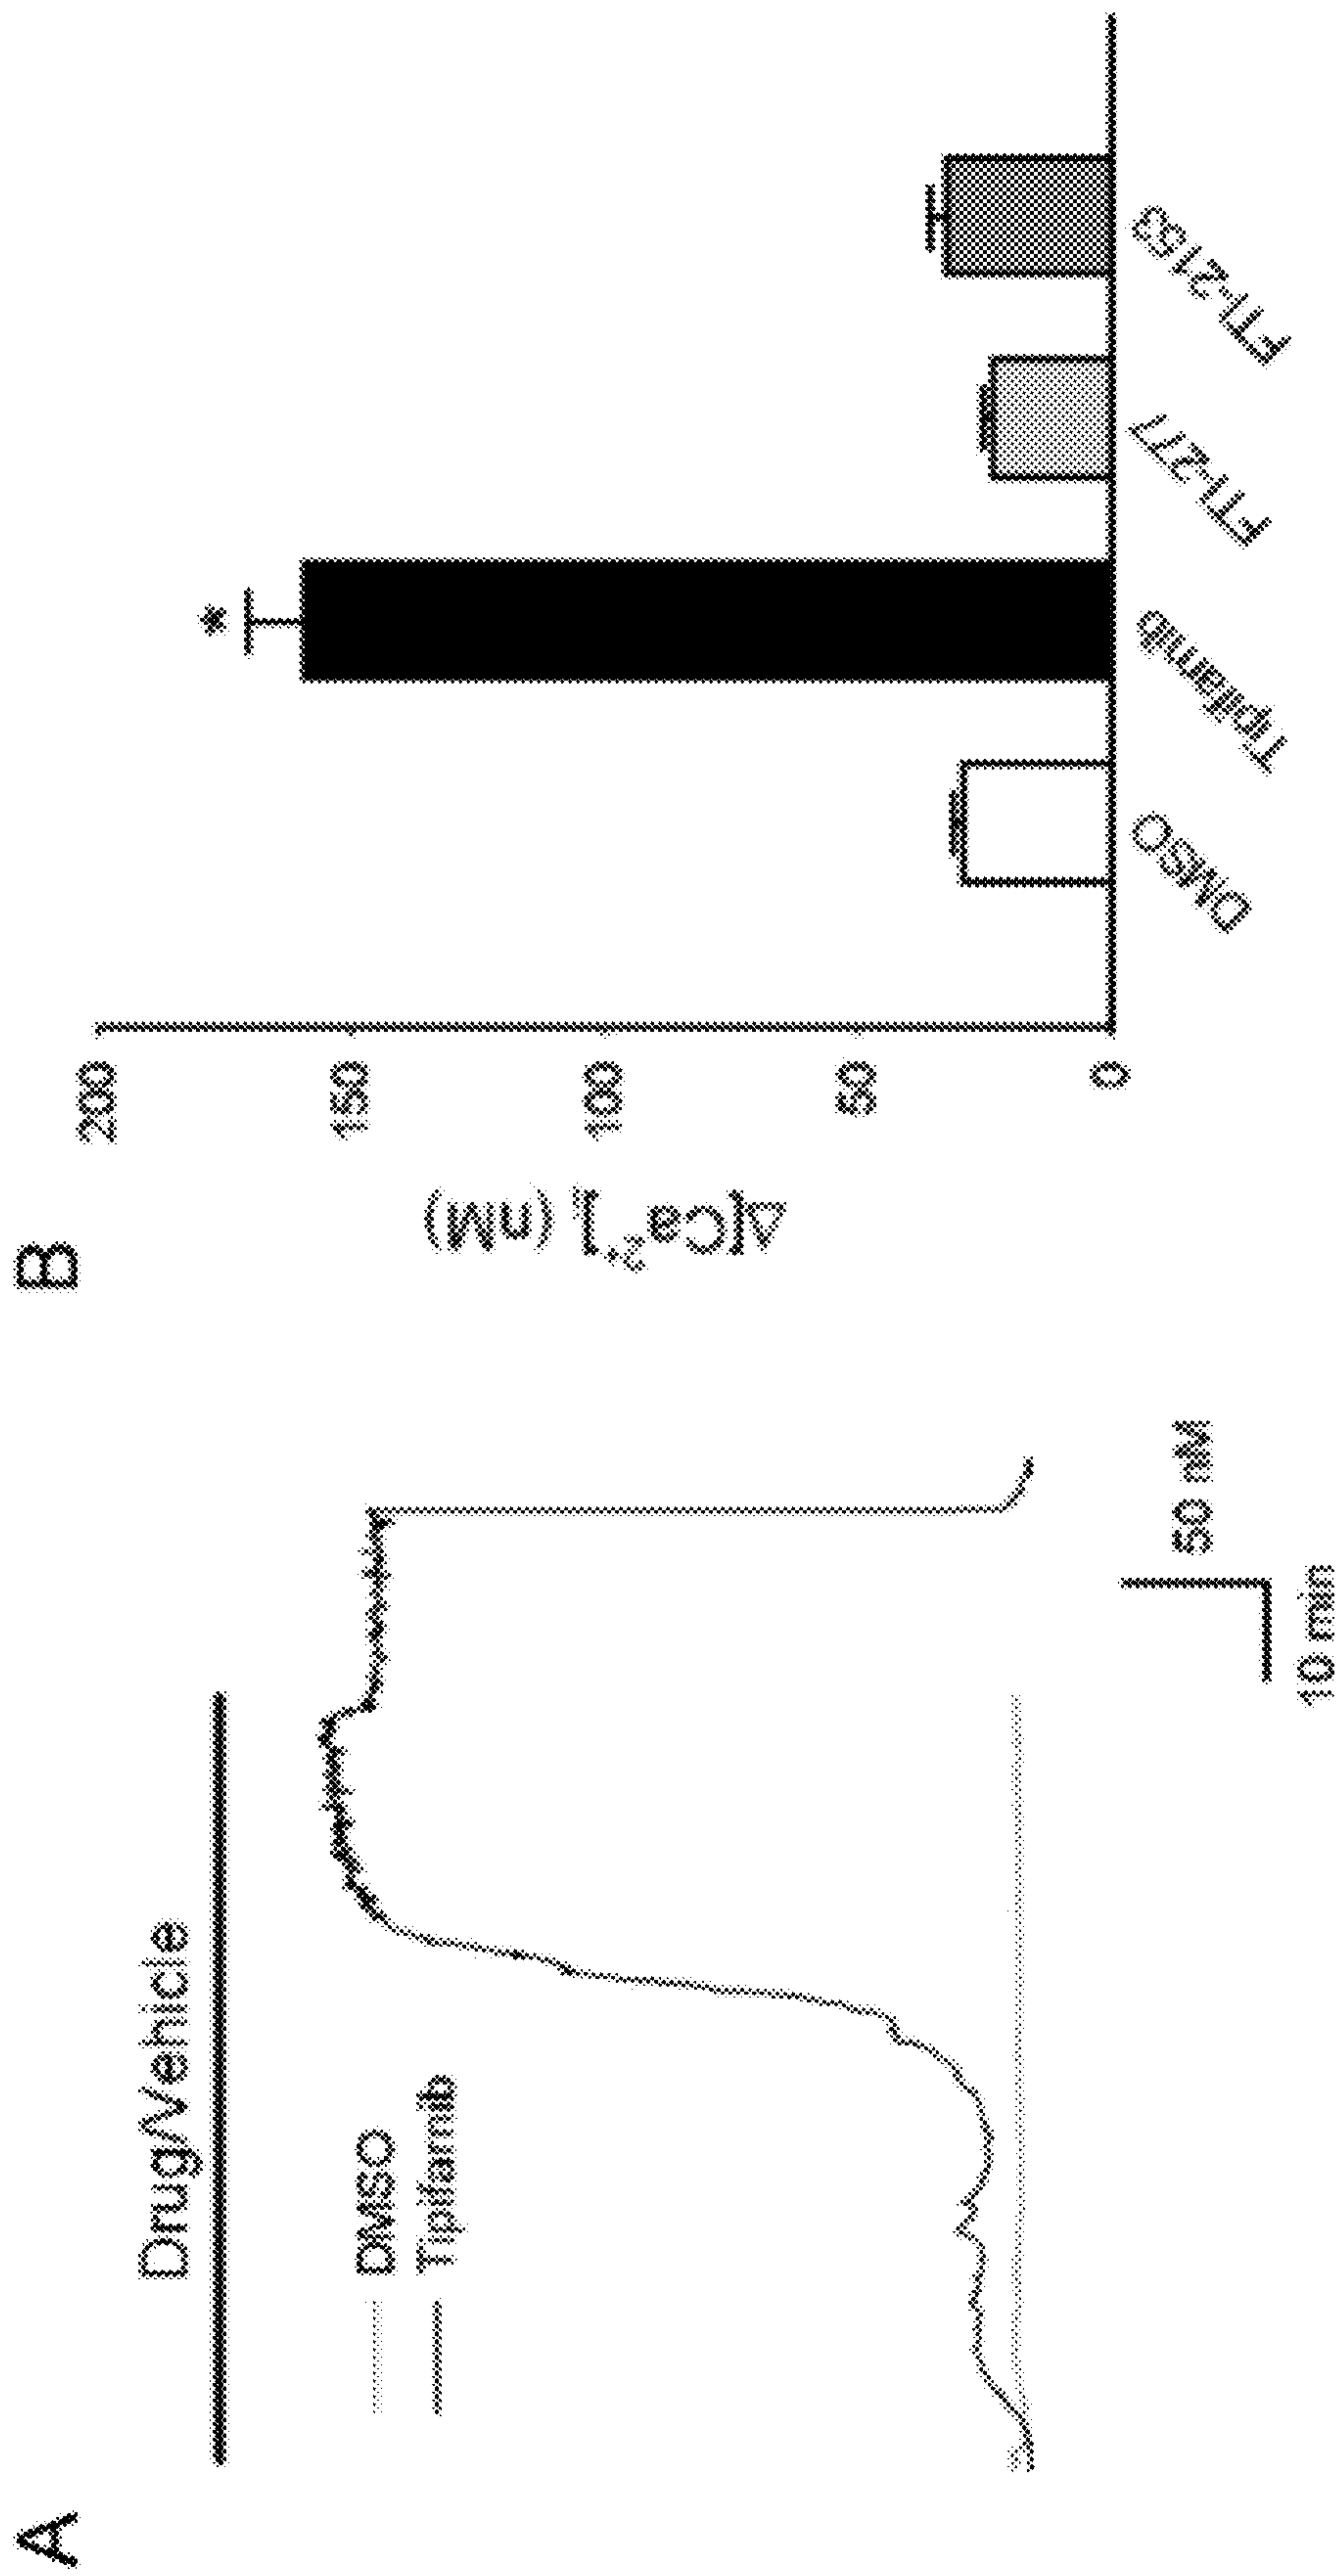 A
Drug/Vehicle
DMSO
Tipifarnib
50 nM
10 min
B
Δ[Ca²⁺]ᵢ (nM)
200
150
100
50
0
*
DMSO
Tipifarnib
FTI-277
FTI-2153